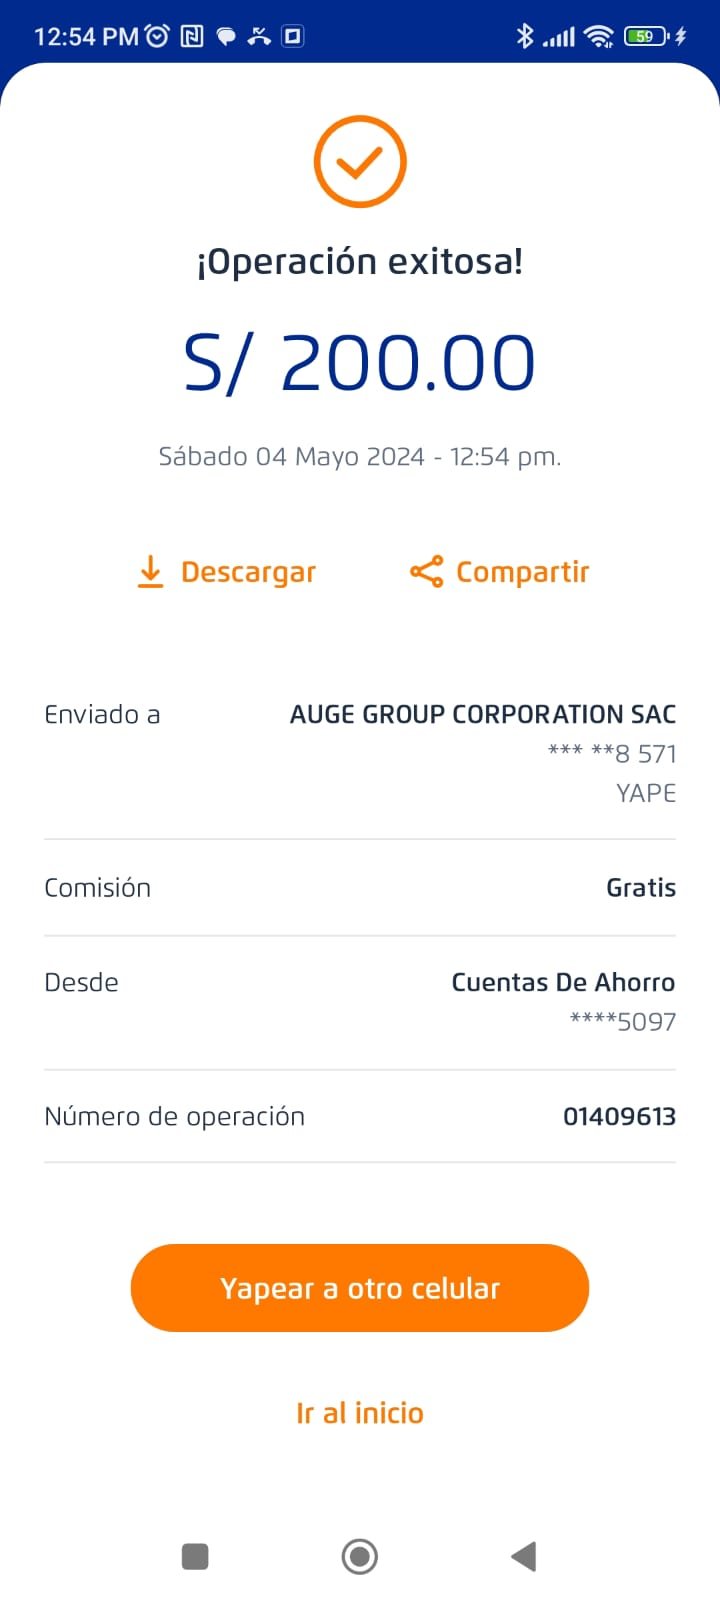 12:54 PM
59
¡Operación exitosa!
S/ 200.00
Sábado 04 Mayo 2024 - 12:54 pm.
Descargar Compartir
Enviado a AUGE GROUP CORPORATION SAC
*** **8 571
YAPE
Comisión Gratis
Desde Cuentas De Ahorro
****5097
Número de operación 01409613
Yapear a otro celular
Ir al inicio